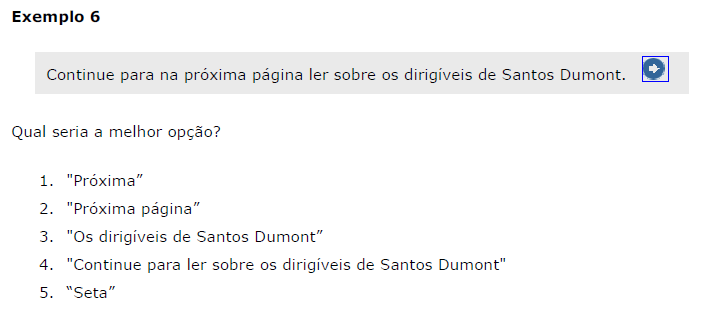 Exemplo 6
Continue para na próxima página ler sobre os dirigíveis de Santos Dumont.
Qual seria a melhor opção?
1. "Próxima”
2. "Próxima página”
3. "Os dirigíveis de Santos Dumont”
4. "Continue para ler sobre os dirigíveis de Santos Dumont"
5. “Seta”